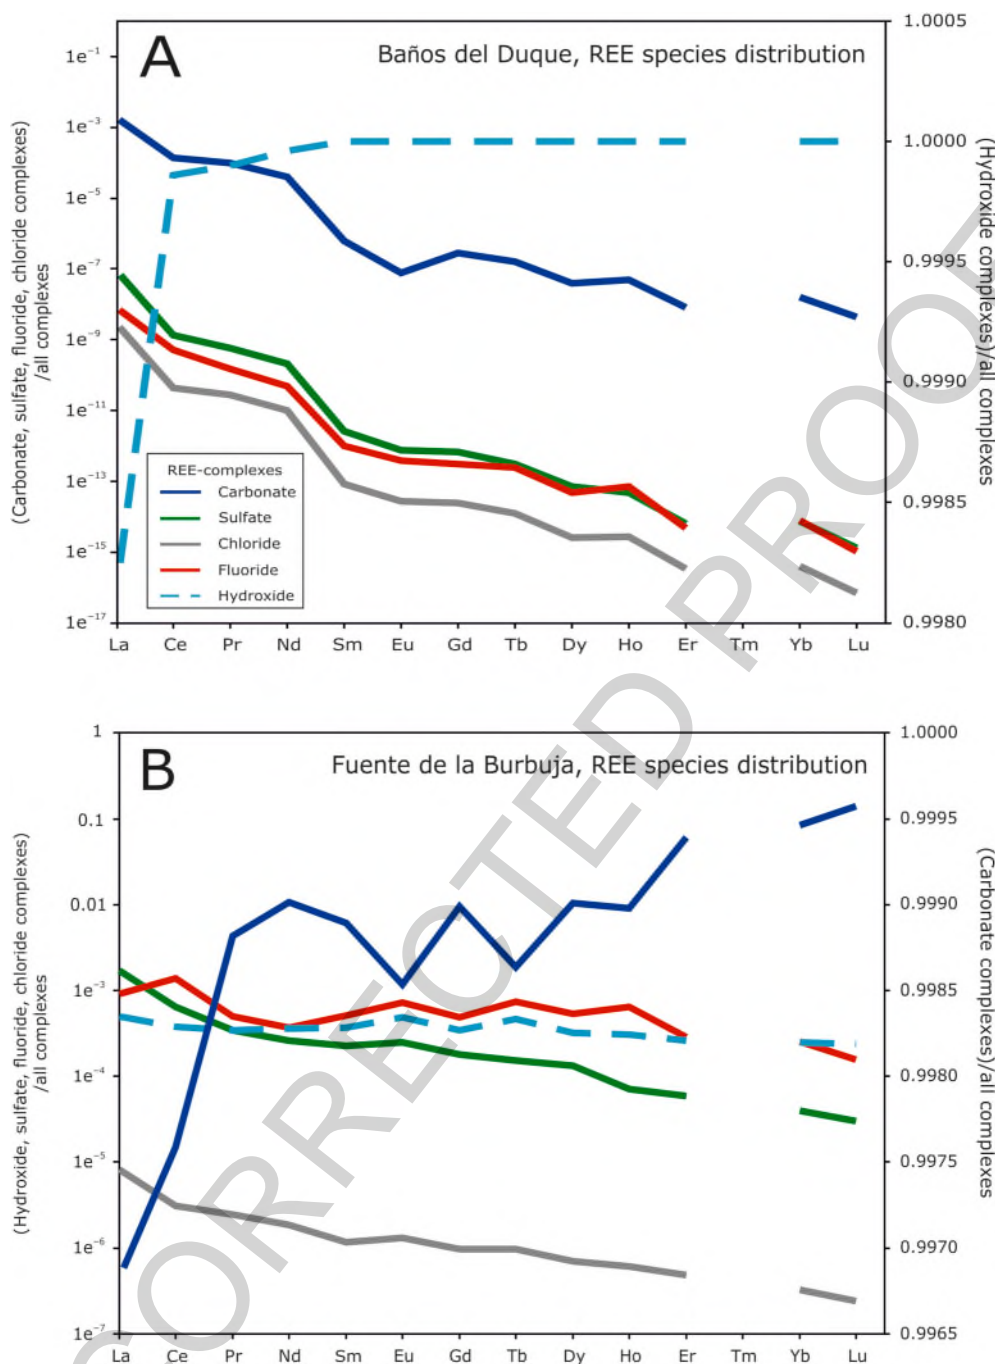 A
Baños del Duque, REE species distribution
(Carbonate, sulfate, fluoride, chloride complexes)
/all complexes
1e⁻¹
1e⁻³
1e⁻⁵
1e⁻⁷
1e⁻⁹
1e⁻¹¹
1e⁻¹³
1e⁻¹⁵
1e⁻¹⁷
1.0005
1.0000
0.9995
0.9990
0.9985
0.9980
(Hydroxide complexes)/all complexes
REE-complexes
Carbonate
Sulfate
Chloride
Fluoride
Hydroxide
La Ce Pr Nd Sm Eu Gd Tb Dy Ho Er Tm Yb Lu
B
Fuente de la Burbuja, REE species distribution
(Hydroxide, sulfate, fluoride, chloride complexes)
/all complexes
1
0.1
0.01
1e⁻³
1e⁻⁴
1e⁻⁵
1e⁻⁶
1e⁻⁷
1.0000
0.9995
0.9990
0.9985
0.9980
0.9975
0.9970
0.9965
(Carbonate complexes)/all complexes
La Ce Pr Nd Sm Eu Gd Tb Dy Ho Er Tm Yb Lu
CORRECTED PROOF